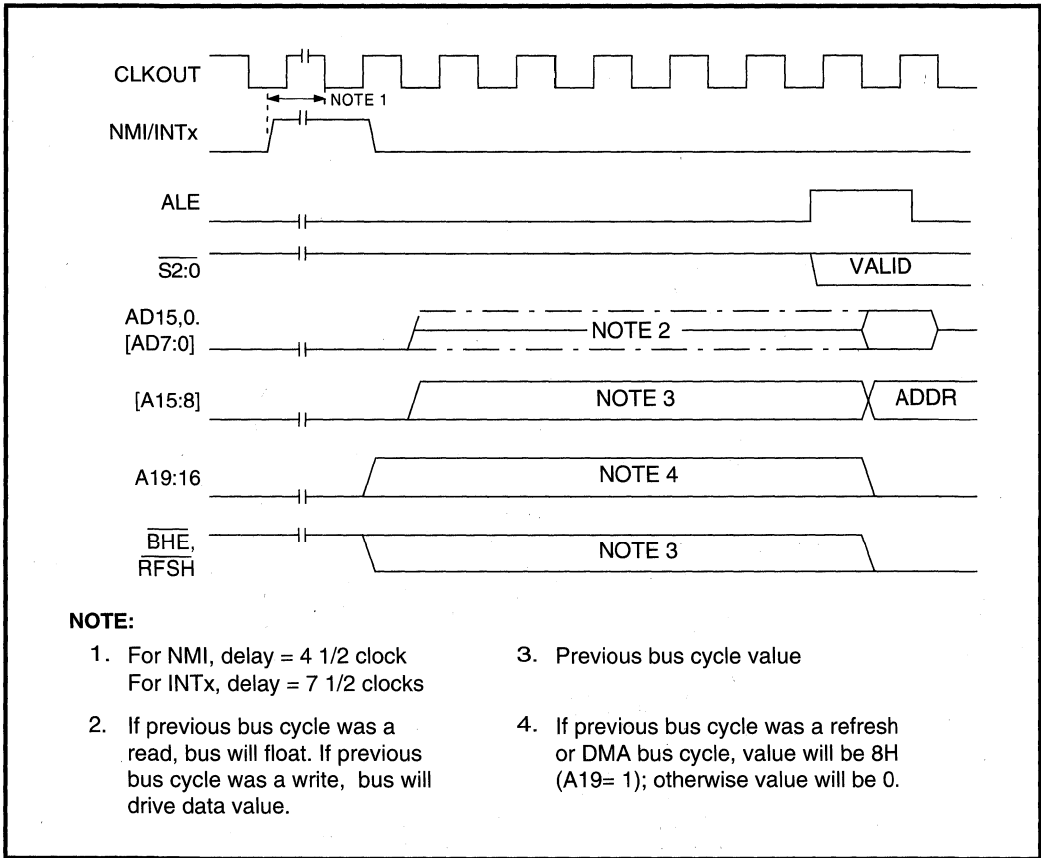 CLKOUT
NOTE 1
NMI/INTx
ALE
S2:0
VALID
AD15,0.
[AD7:0]
NOTE 2
[A15:8]
NOTE 3
ADDR
A19:16
NOTE 4
BHE,
RFSH
NOTE 3
NOTE:
1. For NMI, delay = 4 1/2 clock
For INTx, delay = 7 1/2 clocks
2. If previous bus cycle was a
read, bus will float. If previous
bus cycle was a write, bus will
drive data value.
3. Previous bus cycle value
4. If previous bus cycle was a refresh
or DMA bus cycle, value will be 8H
(A19= 1); otherwise value will be 0.